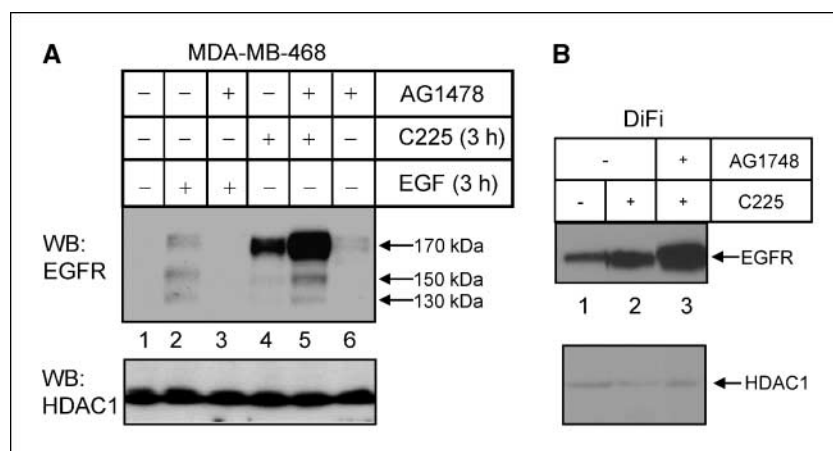 A
MDA-MB-468
– – + – + + AG1478
– – – + + – C225 (3 h)
– + + – – – EGF (3 h)
WB:
EGFR
170 kDa
150 kDa
130 kDa
1 2 3 4 5 6
WB:
HDAC1
B
DiFi
- + AG1748
- + + C225
EGFR
1 2 3
HDAC1